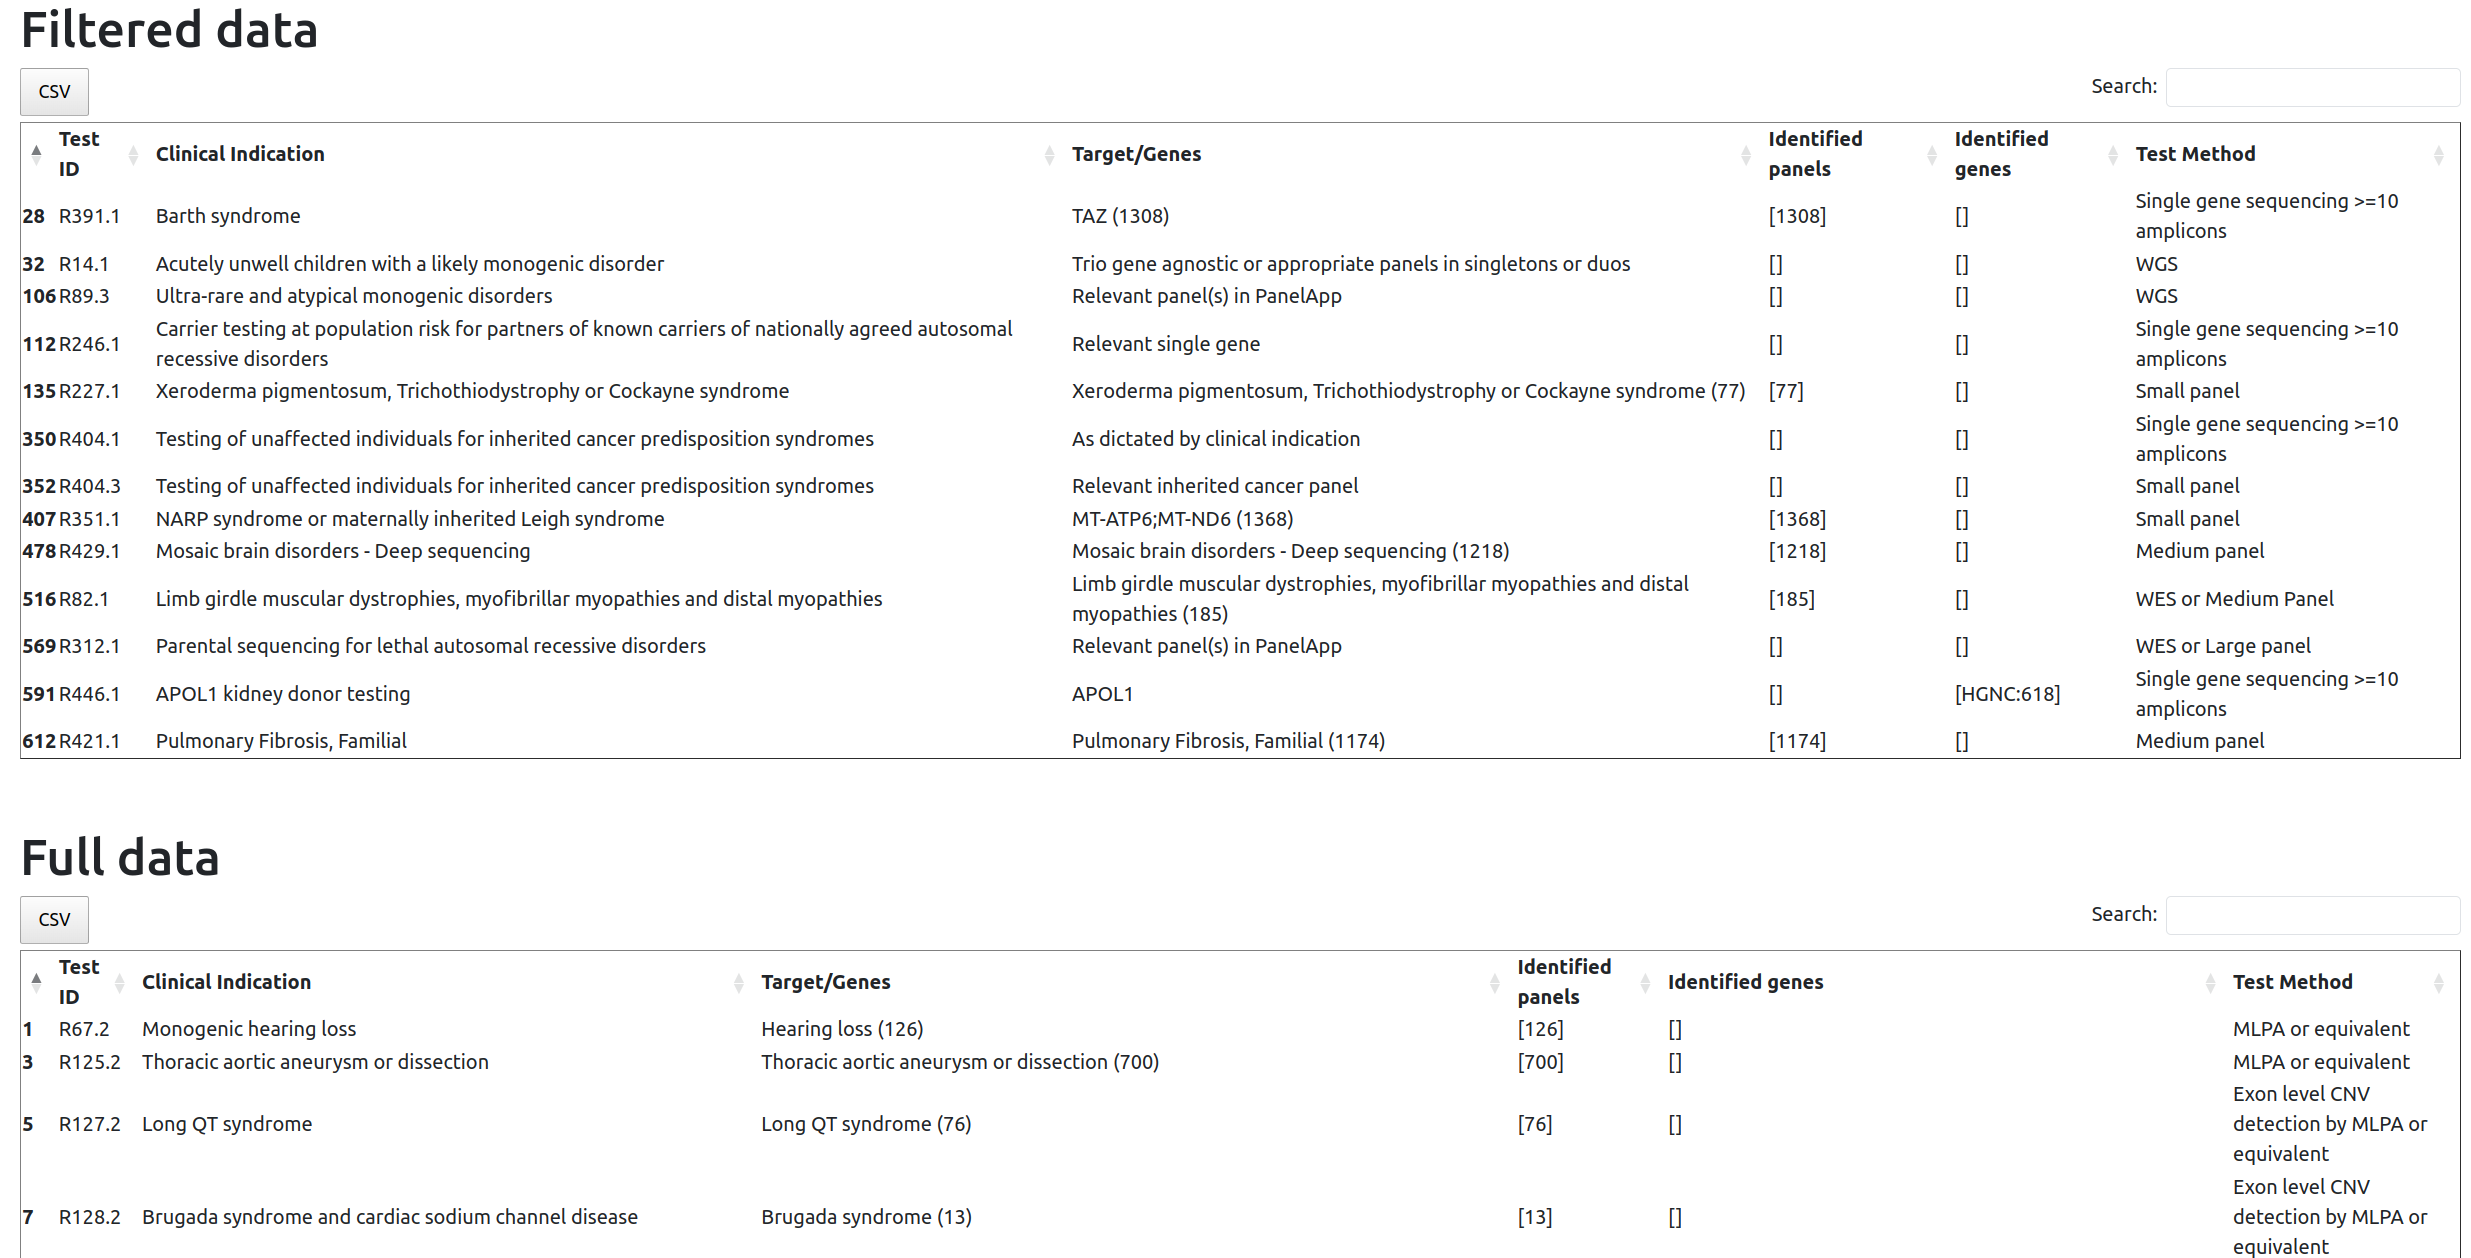 Filtered data
CSV
Search:
Test ID Clinical Indication Target/Genes Identified panels Identified genes Test Method
28 R391.1 Barth syndrome TAZ (1308) [1308] [] Single gene sequencing >=10 amplicons
32 R14.1 Acutely unwell children with a likely monogenic disorder Trio gene agnostic or appropriate panels in singletons or duos [] [] WGS
106 R89.3 Ultra-rare and atypical monogenic disorders Relevant panel(s) in PanelApp [] [] WGS
112 R246.1 Carrier testing at population risk for partners of known carriers of nationally agreed autosomal recessive disorders Relevant single gene [] [] Single gene sequencing >=10 amplicons
135 R227.1 Xeroderma pigmentosum, Trichothiodystrophy or Cockayne syndrome Xeroderma pigmentosum, Trichothiodystrophy or Cockayne syndrome (77) [77] [] Small panel
350 R404.1 Testing of unaffected individuals for inherited cancer predisposition syndromes As dictated by clinical indication [] [] Single gene sequencing >=10 amplicons
352 R404.3 Testing of unaffected individuals for inherited cancer predisposition syndromes Relevant inherited cancer panel [] [] Small panel
407 R351.1 NARP syndrome or maternally inherited Leigh syndrome MT-ATP6;MT-ND6 (1368) [1368] [] Small panel
478 R429.1 Mosaic brain disorders - Deep sequencing Mosaic brain disorders - Deep sequencing (1218) [1218] [] Medium panel
516 R82.1 Limb girdle muscular dystrophies, myofibrillar myopathies and distal myopathies Limb girdle muscular dystrophies, myofibrillar myopathies and distal myopathies (185) [185] [] WES or Medium Panel
569 R312.1 Parental sequencing for lethal autosomal recessive disorders Relevant panel(s) in PanelApp [] [] WES or Large panel
591 R446.1 APOL1 kidney donor testing APOL1 [] [HGNC:618] Single gene sequencing >=10 amplicons
612 R421.1 Pulmonary Fibrosis, Familial Pulmonary Fibrosis, Familial (1174) [1174] [] Medium panel
Full data
CSV
Search:
Test ID Clinical Indication Target/Genes Identified panels Identified genes Test Method
1 R67.2 Monogenic hearing loss Hearing loss (126) [126] [] MLPA or equivalent
3 R125.2 Thoracic aortic aneurysm or dissection Thoracic aortic aneurysm or dissection (700) [700] [] MLPA or equivalent
5 R127.2 Long QT syndrome Long QT syndrome (76) [76] [] Exon level CNV detection by MLPA or equivalent
7 R128.2 Brugada syndrome and cardiac sodium channel disease Brugada syndrome (13) [13] [] Exon level CNV detection by MLPA or equivalent